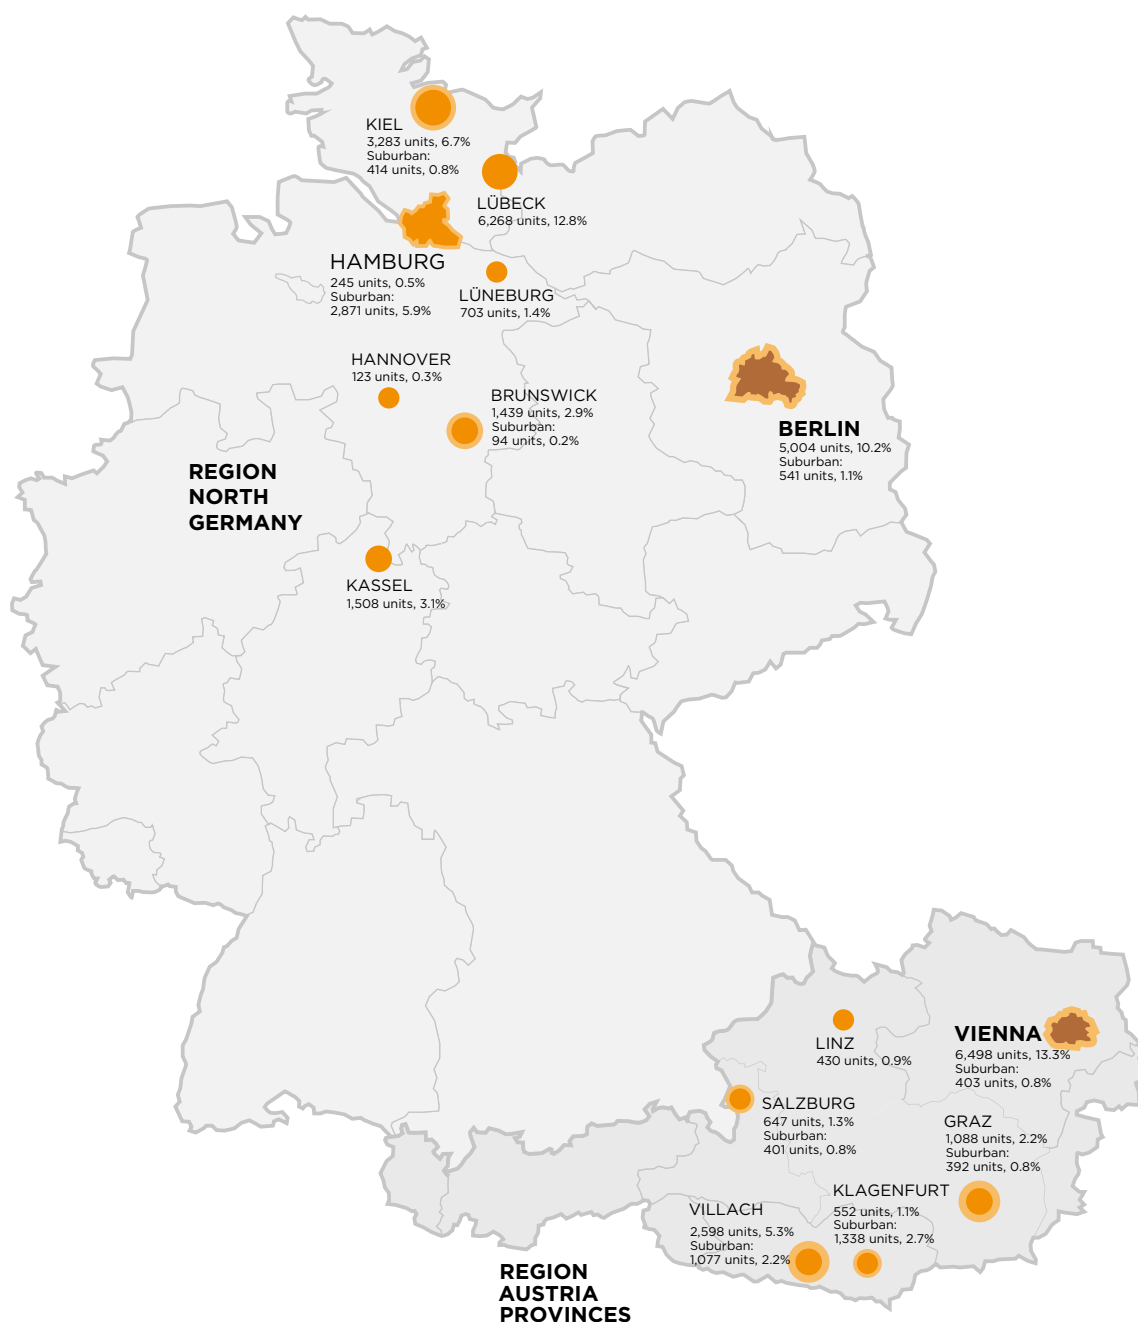 KIEL
3,283 units, 6.7%
Suburban:
414 units, 0.8%
LÜBECK
6,268 units, 12.8%
HAMBURG
245 units, 0.5%
Suburban:
2,871 units, 5.9%
LÜNEBURG
703 units, 1.4%
HANNOVER
123 units, 0.3%
BRUNSWICK
1,439 units, 2.9%
Suburban:
94 units, 0.2%
BERLIN
5,004 units, 10.2%
Suburban:
541 units, 1.1%
REGION
NORTH
GERMANY
KASSEL
1,508 units, 3.1%
LINZ
430 units, 0.9%
VIENNA
6,498 units, 13.3%
Suburban:
403 units, 0.8%
SALZBURG
647 units, 1.3%
Suburban:
401 units, 0.8%
GRAZ
1,088 units, 2.2%
Suburban:
392 units, 0.8%
KLAGENFURT
552 units, 1.1%
Suburban:
1,338 units, 2.7%
VILLACH
2,598 units, 5.3%
Suburban:
1,077 units, 2.2%
REGION
AUSTRIA
PROVINCES